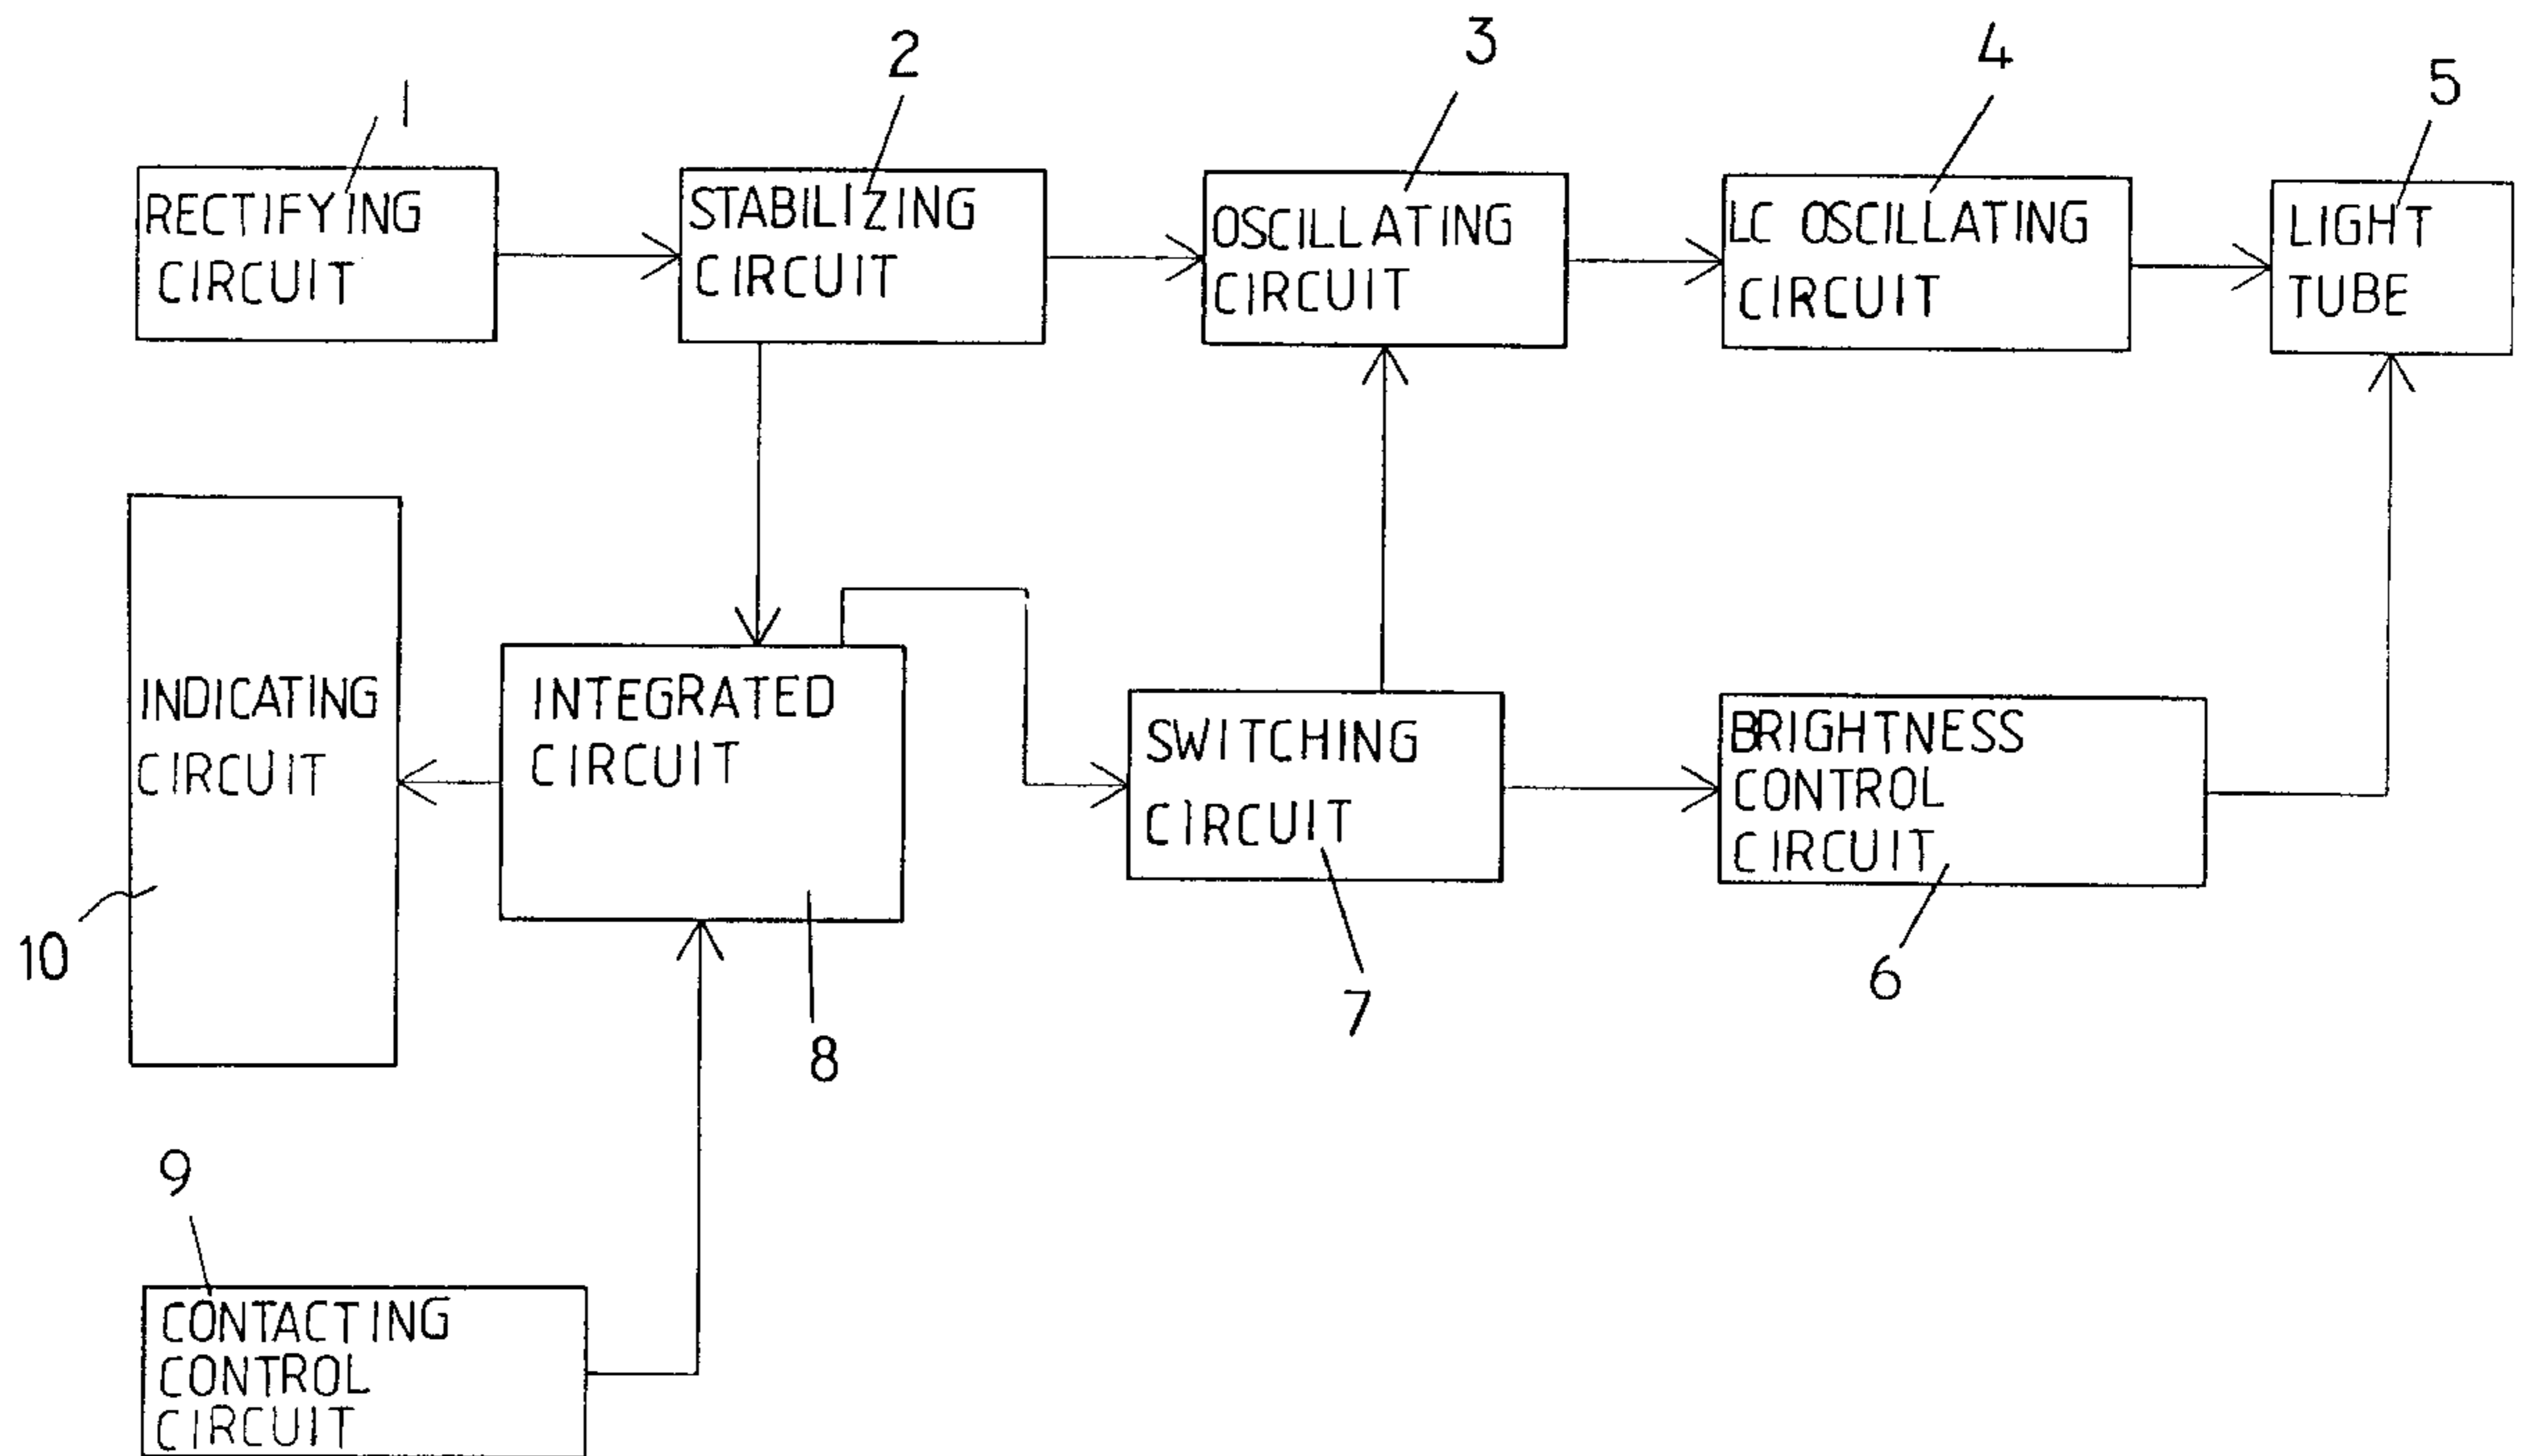 1
2
3
4
5
RECTIFYING
CIRCUIT
STABILIZING
CIRCUIT
OSCILLATING
CIRCUIT
LC OSCILLATING
CIRCUIT
LIGHT
TUBE
INDICATING
CIRCUIT
10
INTEGRATED
CIRCUIT
8
SWITCHING
CIRCUIT
7
BRIGHTNESS
CONTROL
CIRCUIT
6
9
CONTACTING
CONTROL
CIRCUIT